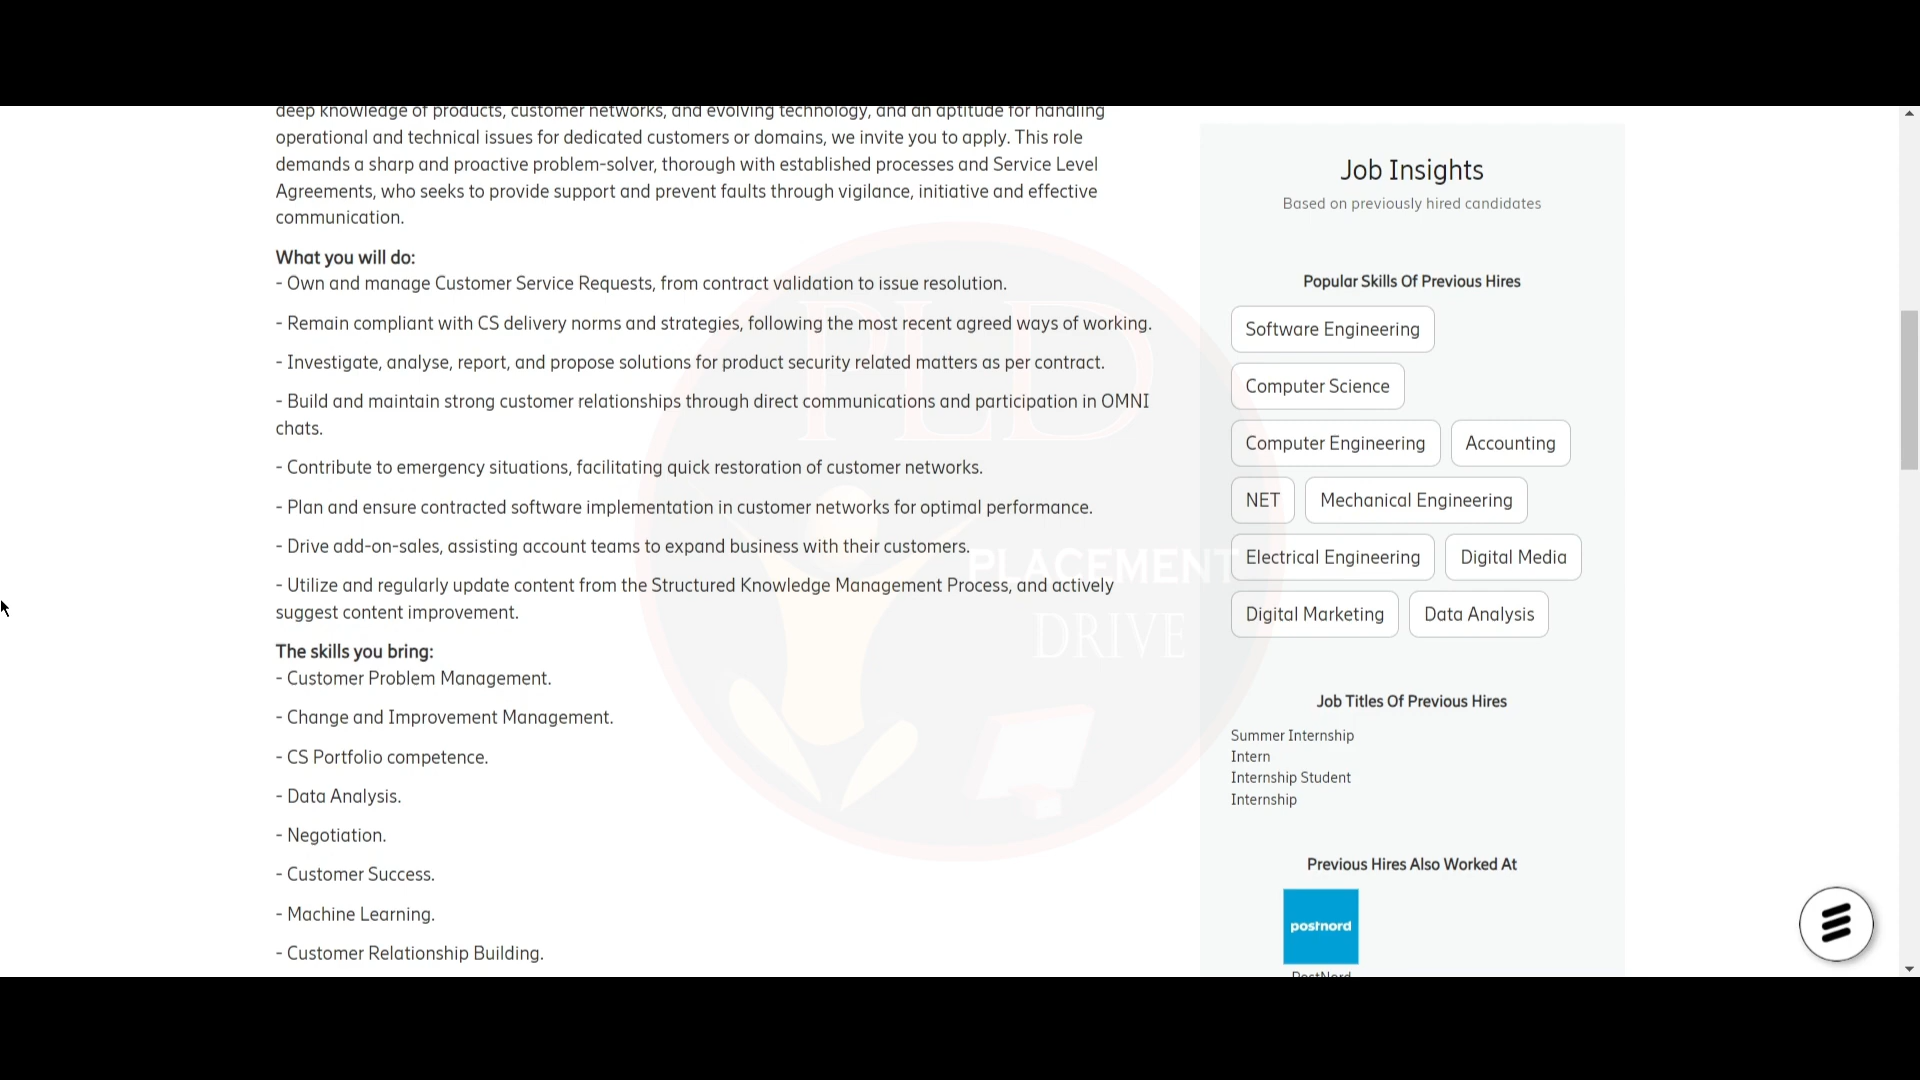 deep knowledge of products, customer networks, and evolving technology, and an aptitude for handling
operational and technical issues for dedicated customers or domains, we invite you to apply. This role
demands a sharp and proactive problem-solver, thorough with established processes and Service Level
Agreements, who seeks to provide support and prevent faults through vigilance, initiative and effective
communication.
What you will do:
- Own and manage Customer Service Requests, from contract validation to issue resolution.
- Remain compliant with CS delivery norms and strategies, following the most recent agreed ways of working.
- Investigate, analyse, report, and propose solutions for product security related matters as per contract.
- Build and maintain strong customer relationships through direct communications and participation in OMNI
chats.
- Contribute to emergency situations, facilitating quick restoration of customer networks.
- Plan and ensure contracted software implementation in customer networks for optimal performance.
- Drive add-on-sales, assisting account teams to expand business with their customers.
- Utilize and regularly update content from the Structured Knowledge Management Process, and actively
suggest content improvement.
The skills you bring:
- Customer Problem Management.
- Change and Improvement Management.
- CS Portfolio competence.
- Data Analysis.
- Negotiation.
- Customer Success.
- Machine Learning.
- Customer Relationship Building.
PLD
PLACEMENT
DRIVE
Job Insights
Based on previously hired candidates
Popular Skills Of Previous Hires
Software Engineering
Computer Science
Computer Engineering Accounting
NET Mechanical Engineering
Electrical Engineering Digital Media
Digital Marketing Data Analysis
Job Titles Of Previous Hires
Summer Internship
Intern
Internship Student
Internship
Previous Hires Also Worked At
postnord
PostNord